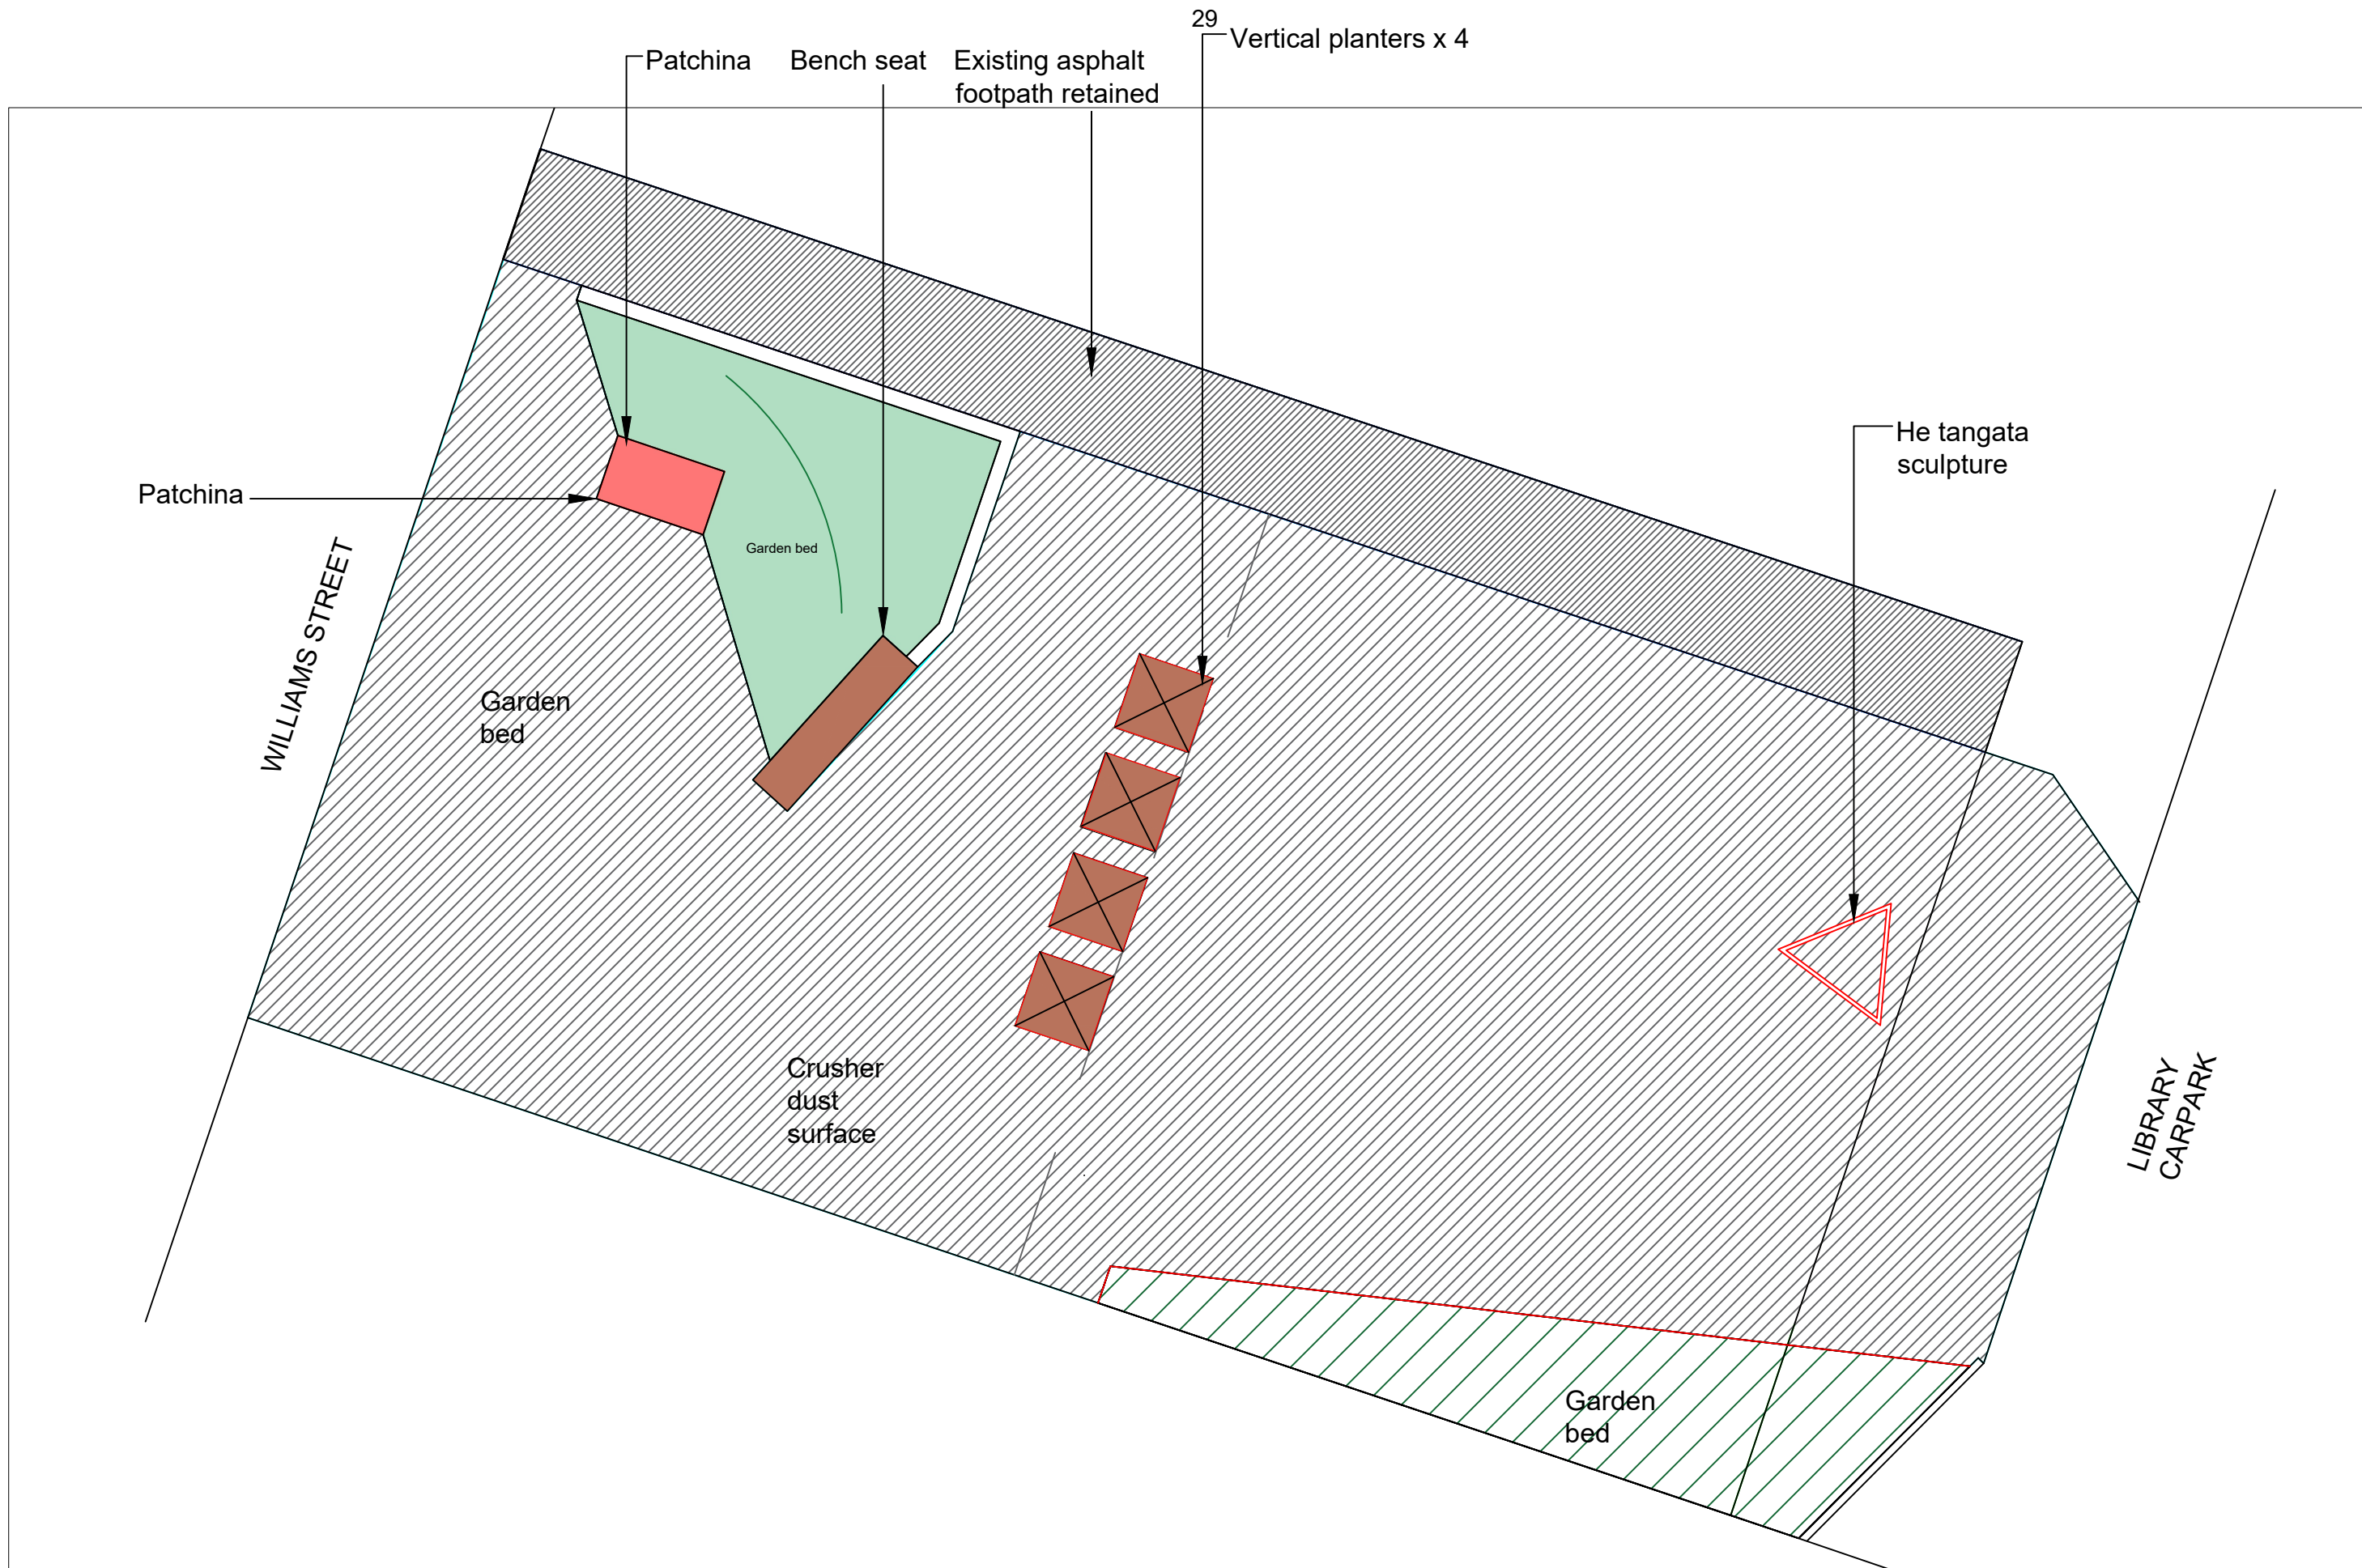 29
Vertical planters x 4
Patchina
Bench seat
Existing asphalt
footpath retained
He tangata
sculpture
Patchina
Garden bed
WILLIAMS STREET
Garden
bed
Crusher
dust
surface
LIBRARY
CARPARK
Garden
bed